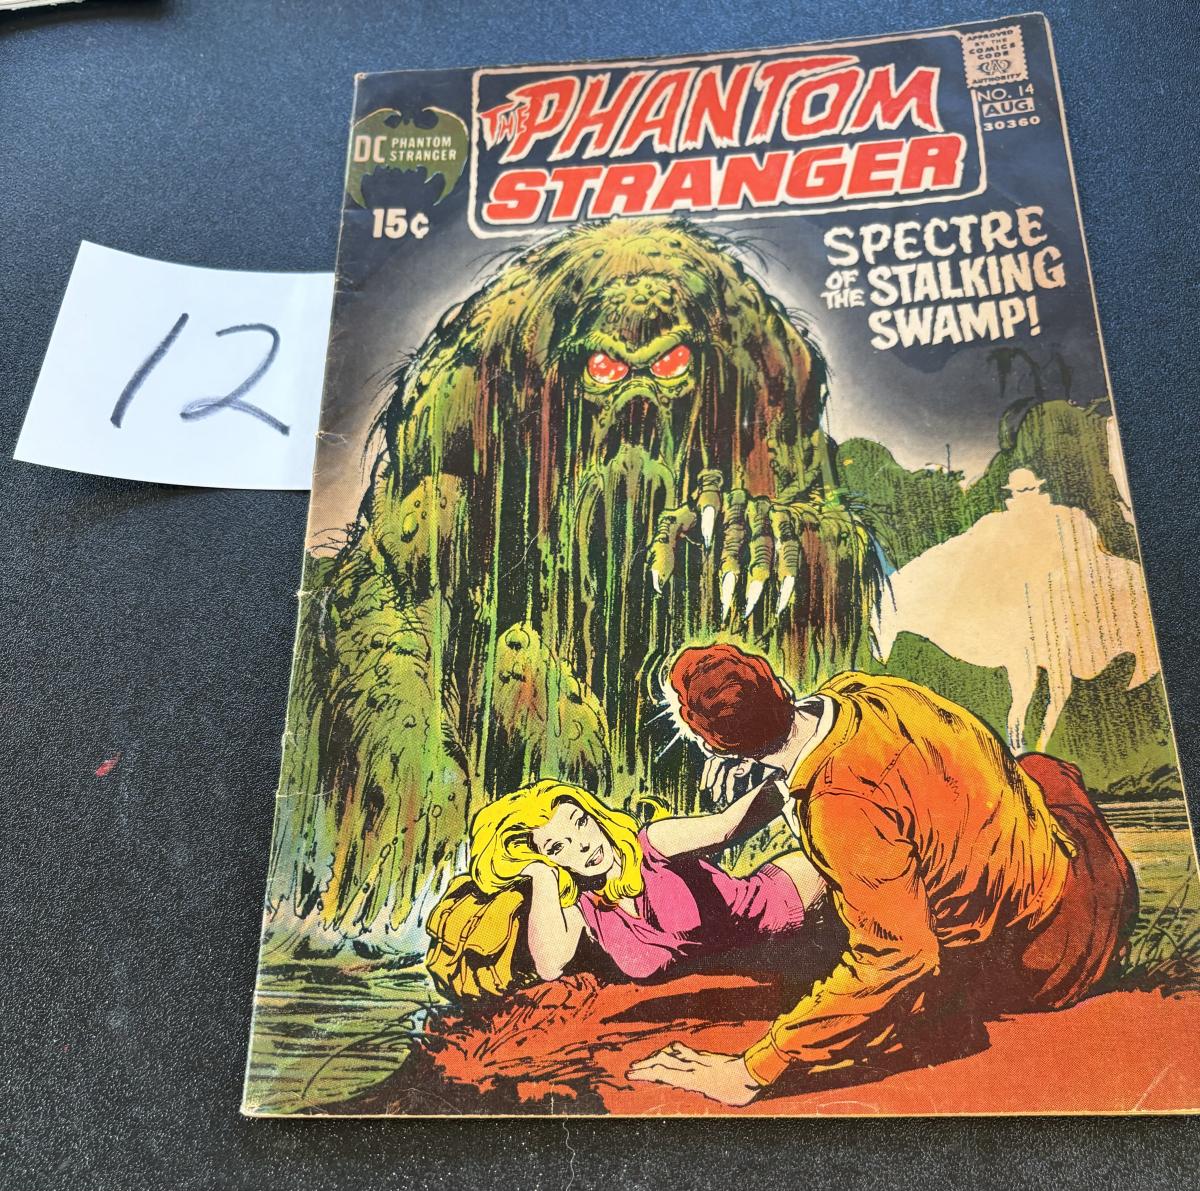 12
DC PHANTOM
STRANGER
15¢
THE PHANTOM
STRANGER
APPROVED
BY THE
COMICS
CODE
CA
AUTHORITY
NO. 14
AUG.
30360
SPECTRE
OF THE STALKING
SWAMP!